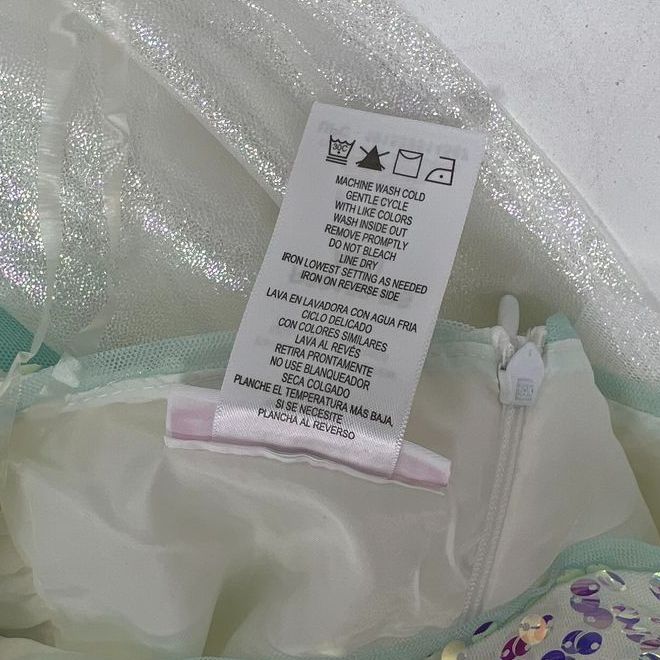 30C
MACHINE WASH COLD
GENTLE CYCLE
WITH LIKE COLORS
WASH INSIDE OUT
REMOVE PROMPTLY
DO NOT BLEACH
LINE DRY
IRON LOWEST SETTING AS NEEDED
IRON ON REVERSE SIDE
LAVA EN LAVADORA CON AGUA FRIA
CICLO DELICADO
CON COLORES SIMILARES
LAVA AL REVÉS
RETIRA PRONTAMENTE
NO USE BLANQUEADOR
SECA COLGADO
PLANCHE EL TEMPERATURA MÁS BAJA,
SI SE NECESITE
PLANCHA AL REVERSO